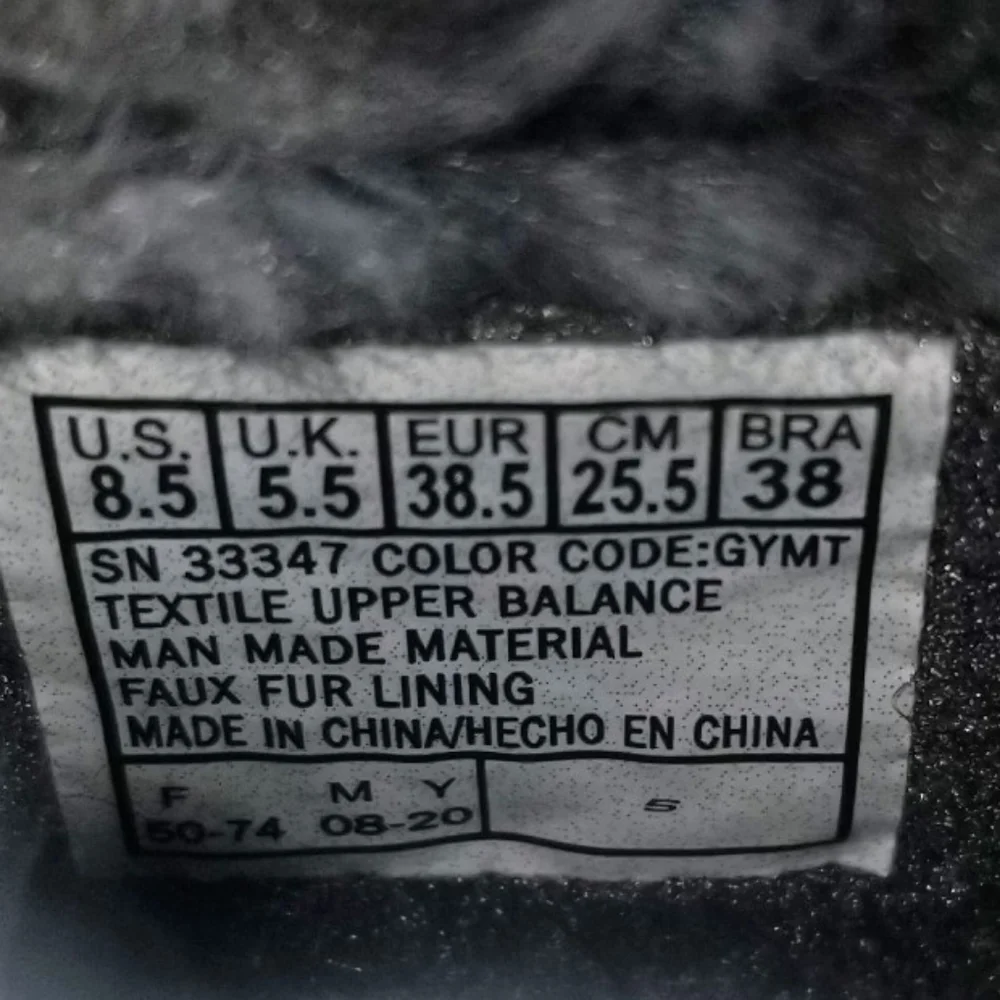 U.S. U.K. EUR CM BRA
8.5 5.5 38.5 25.5 38
SN 33347 COLOR CODE:GYMT
TEXTILE UPPER BALANCE
MAN MADE MATERIAL
FAUX FUR LINING
MADE IN CHINA/HECHO EN CHINA
F M Y
50-74 08-20 5